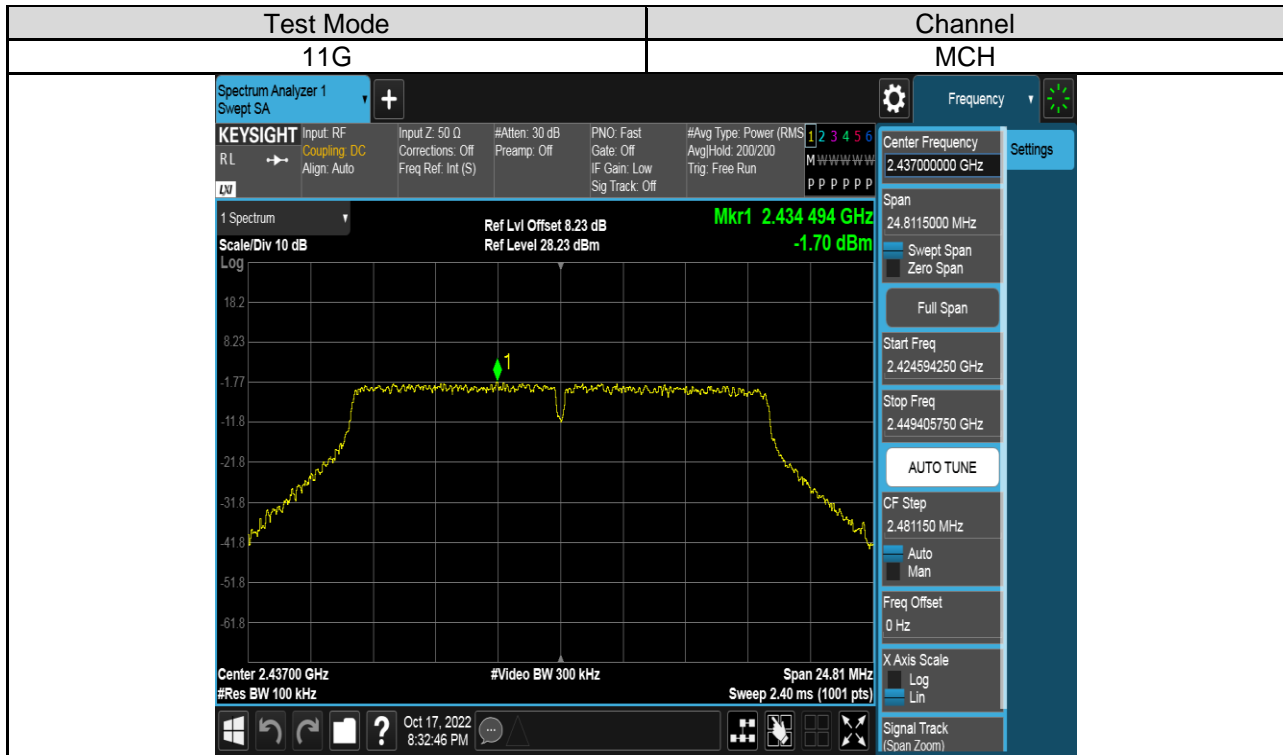 Test Mode Channel
11G MCH
Spectrum Analyzer 1
Swept SA
+
Frequency
KEYSIGHT
RL
LXI
Input: RF
Coupling: DC
Align: Auto
Input Z: 50 Ω
Corrections: Off
Freq Ref: Int (S)
#Atten: 30 dB
Preamp: Off
PNO: Fast
Gate: Off
IF Gain: Low
Sig Track: Off
#Avg Type: Power (RMS
Avg|Hold: 200/200
Trig: Free Run
1 2 3 4 5 6
M W W W W W
P P P P P P
1 Spectrum
Scale/Div 10 dB
Log
Ref Lvl Offset 8.23 dB
Ref Level 28.23 dBm
Mkr1 2.434 494 GHz
-1.70 dBm
18.2
8.23
1
-1.77
-11.8
-21.8
-31.8
-41.8
-51.8
-61.8
Center 2.43700 GHz
#Res BW 100 kHz
#Video BW 300 kHz
Span 24.81 MHz
Sweep 2.40 ms (1001 pts)
Settings
Center Frequency
2.437000000 GHz
Span
24.8115000 MHz
Swept Span
Zero Span
Full Span
Start Freq
2.424594250 GHz
Stop Freq
2.449405750 GHz
AUTO TUNE
CF Step
2.481150 MHz
Auto
Man
Freq Offset
0 Hz
X Axis Scale
Log
Lin
Signal Track
(Span Zoom)
?
Oct 17, 2022
8:32:46 PM